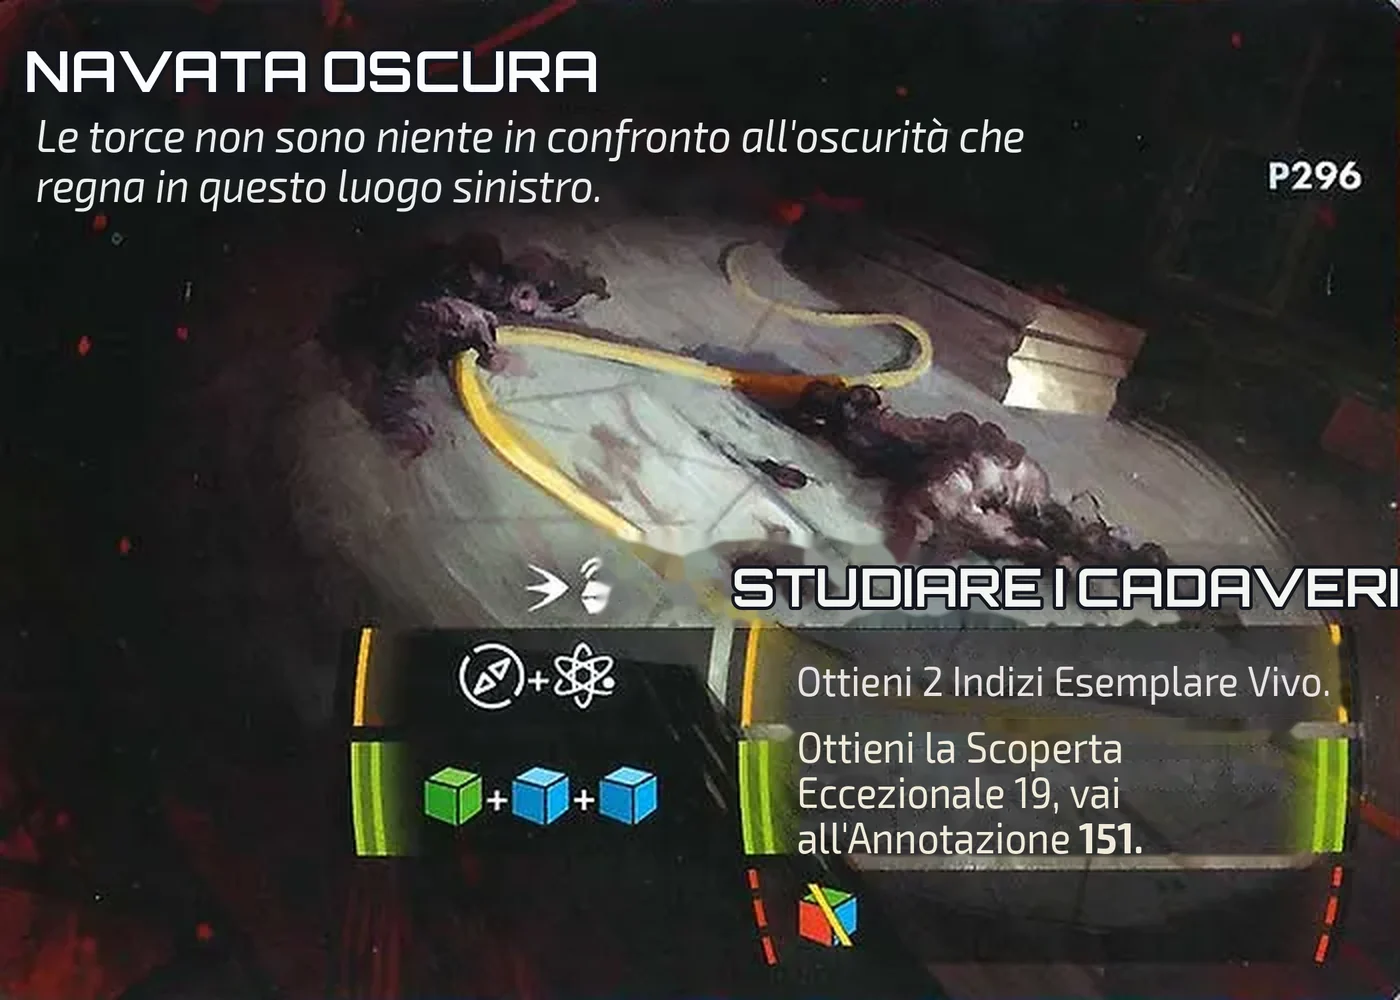 NAVATA OSCURA
Le torce non sono niente in confronto all'oscurità che
regna in questo luogo sinistro.
P296
STUDIARE I CADAVERI
+
Ottieni 2 Indizi Esemplare Vivo.
+ +
Ottieni la Scoperta
Eccezionale 19, vai
all'Annotazione 151.